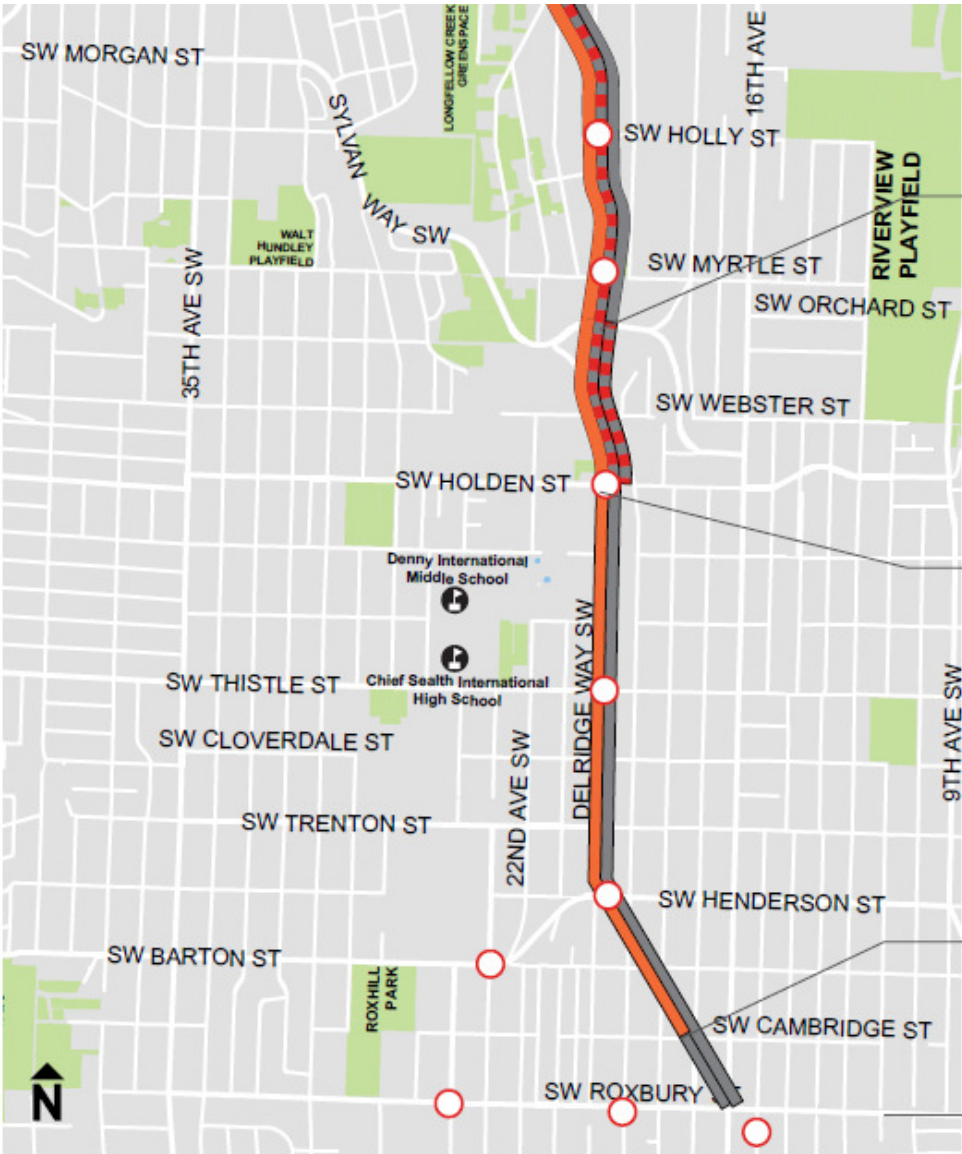 SW MORGAN ST
LONGFELLOW CREEK
GREENSPACE
16TH AVE
SYLVAN
WAY SW
SW HOLLY ST
RIVERVIEW
PLAYFIELD
WALT
HUNDLEY
PLAYFIELD
35TH AVE SW
SW MYRTLE ST
SW ORCHARD ST
SW WEBSTER ST
SW HOLDEN ST
Denny International
Middle School
DELRIDGE WAY SW
SW THISTLE ST
Chief Sealth International
High School
SW CLOVERDALE ST
22ND AVE SW
9TH AVE SW
SW TRENTON ST
SW HENDERSON ST
SW BARTON ST
ROXHILL
PARK
SW CAMBRIDGE ST
SW ROXBURY
N